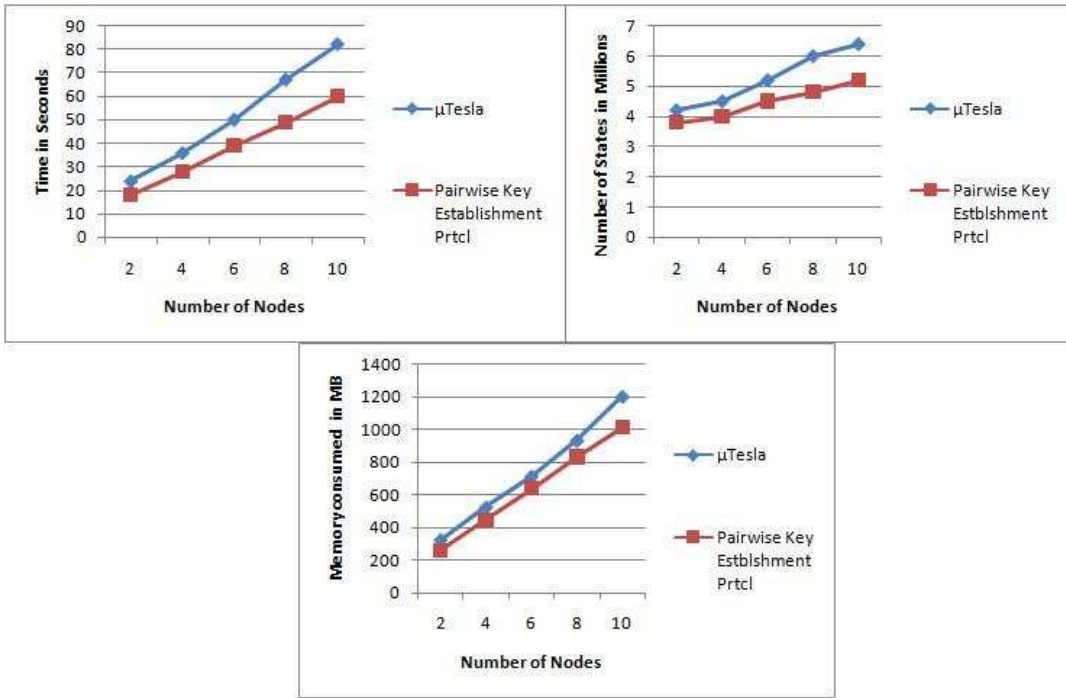 90
80
70
60
50
40
30
20
10
0
Time in Seconds
2 4 6 8 10
Number of Nodes
µTesla
Pairwise Key
Establishment
Prtcl
7
6
5
4
3
2
1
0
Number of States in Millions
2 4 6 8 10
Number of Nodes
µTesla
Pairwise Key
Estblshment
Prtcl
1400
1200
1000
800
600
400
200
0
Memoryconsumed in MB
2 4 6 8 10
Number of Nodes
µTesla
Pairwise Key
Estblshment
Prtcl